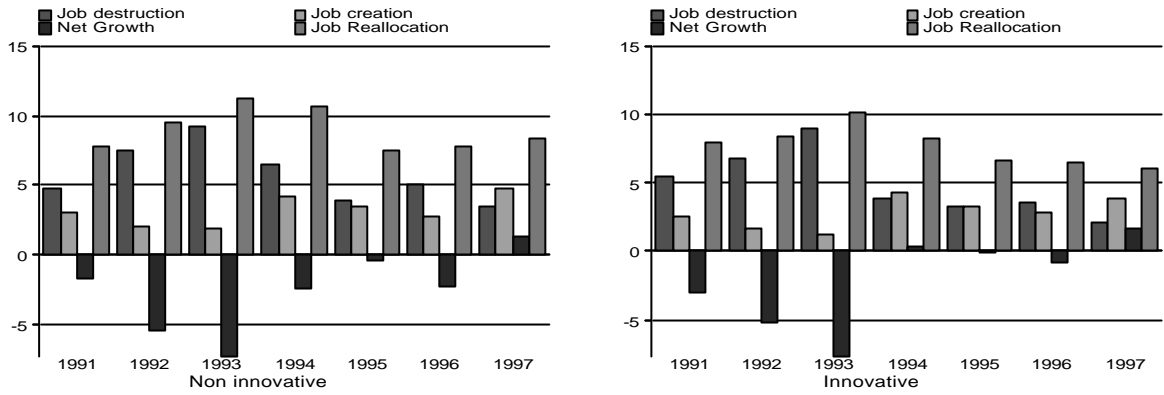 Job destruction Job creation
Net Growth Job Reallocation
15
10
5
0
-5
1991 1992 1993 1994 1995 1996 1997
Non innovative
Job destruction Job creation
Net Growth Job Reallocation
15
10
5
0
-5
1991 1992 1993 1994 1995 1996 1997
Innovative